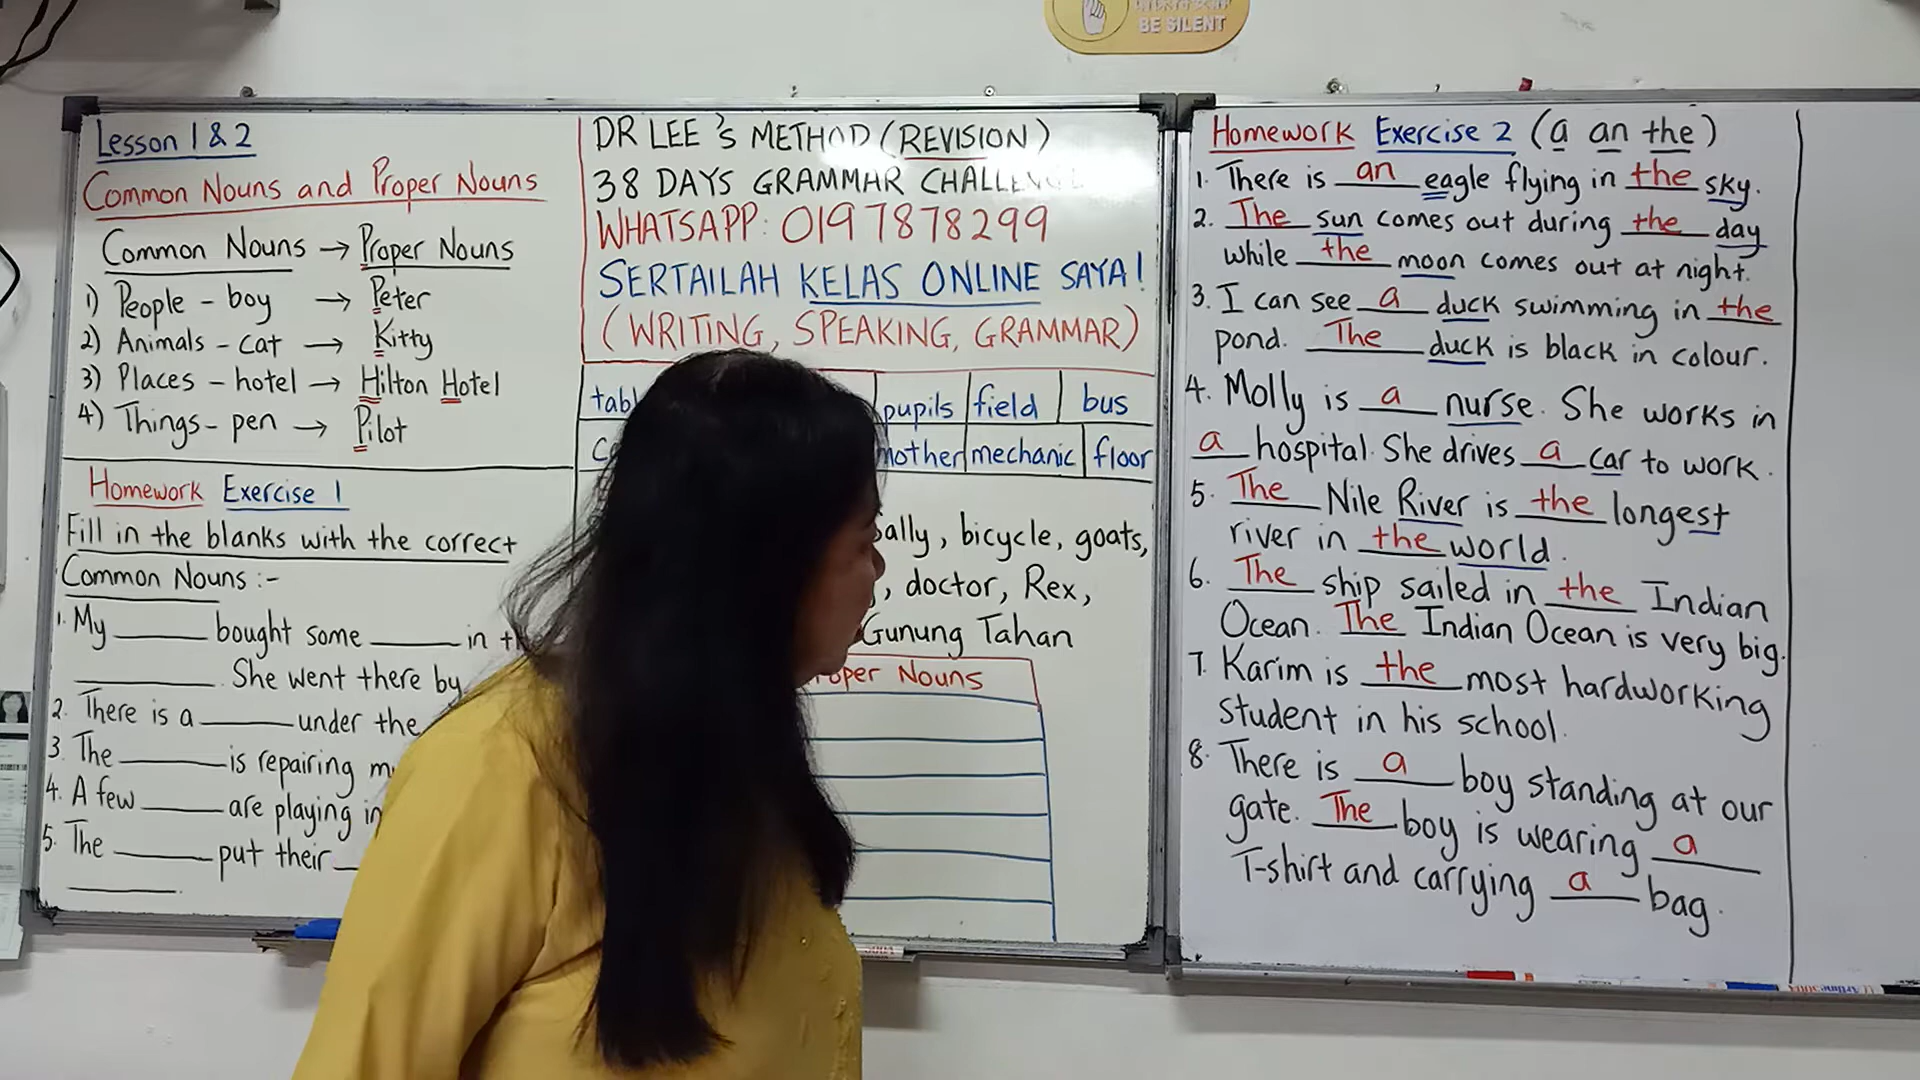 BE SILENT
Lesson 1 & 2
Common Nouns and Proper Nouns
Common Nouns → Proper Nouns
1) People - boy → Peter
2) Animals - cat → Kitty
3) Places - hotel → Hilton Hotel
4) Things - pen → Pilot
Homework Exercise 1
Fill in the blanks with the correct
Common Nouns :-
1. My ____ bought some ____ in
____. She went there by
2. There is a ____ under the
3. The ____ is repairing
4. A few ____ are playing in
5. The ____ put their ____
____
DR LEE's METHOD (REVISION)
38 DAYS GRAMMAR CHALLENGE
WHATSAPP: 0197878299
SERTAILAH KELAS ONLINE SAYA!
(WRITING, SPEAKING, GRAMMAR)
pupils field bus
mother mechanic floor
, bicycle, goats,
, doctor, Rex,
Gunung Tahan
Nouns
Homework Exercise 2 (a an the)
1. There is an eagle flying in the sky.
2. The sun comes out during the day
while the moon comes out at night.
3. I can see a duck swimming in the
pond. The duck is black in colour.
4. Molly is a nurse. She works in
a hospital. She drives a car to work.
5. The Nile River is the longest
river in the world.
6. The ship sailed in the Indian
Ocean. The Indian Ocean is very big.
7. Karim is the most hardworking
student in his school.
8. There is a boy standing at our
gate. The boy is wearing a
T-shirt and carrying a bag.